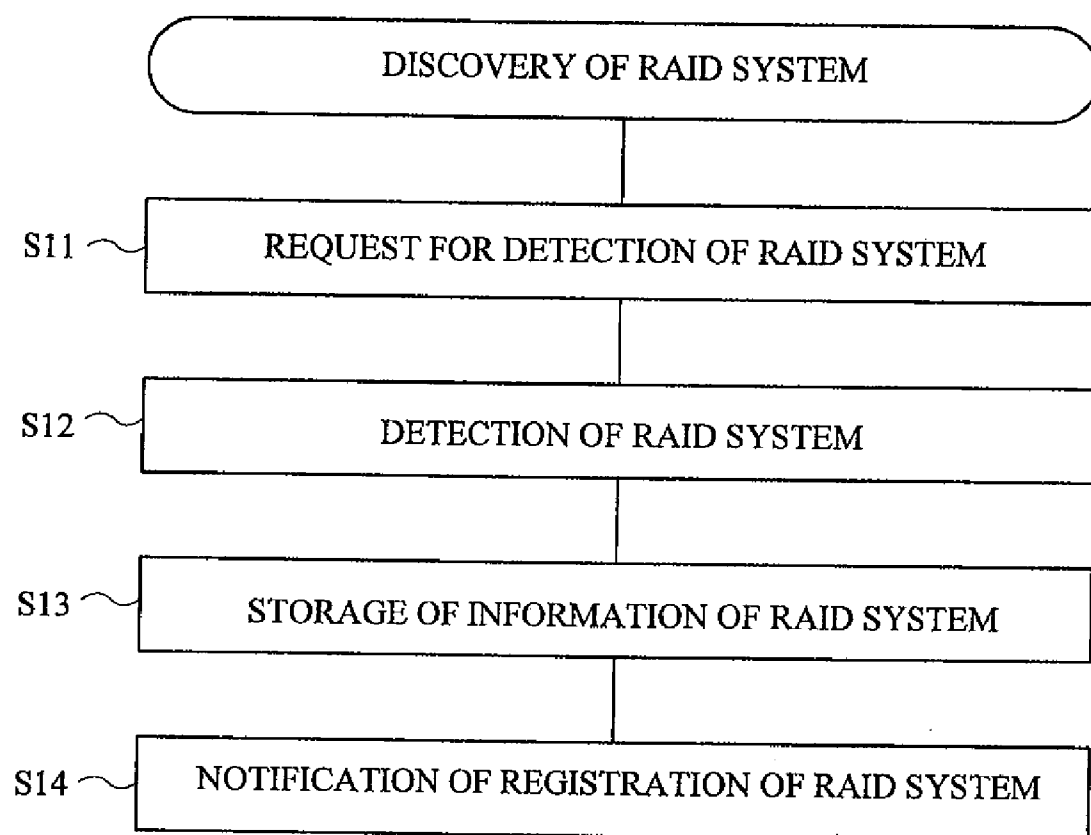 DISCOVERY OF RAID SYSTEM
S11 REQUEST FOR DETECTION OF RAID SYSTEM
S12 DETECTION OF RAID SYSTEM
S13 STORAGE OF INFORMATION OF RAID SYSTEM
S14 NOTIFICATION OF REGISTRATION OF RAID SYSTEM